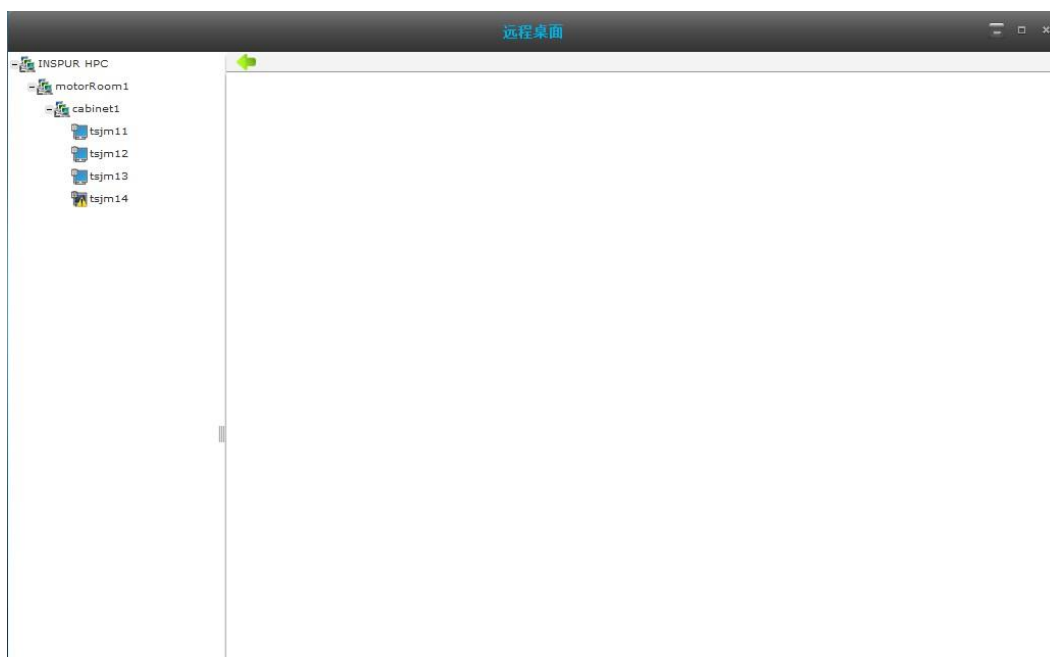 远程桌面
INSPUR HPC
motorRoom1
cabinet1
tsjm11
tsjm12
tsjm13
tsjm14